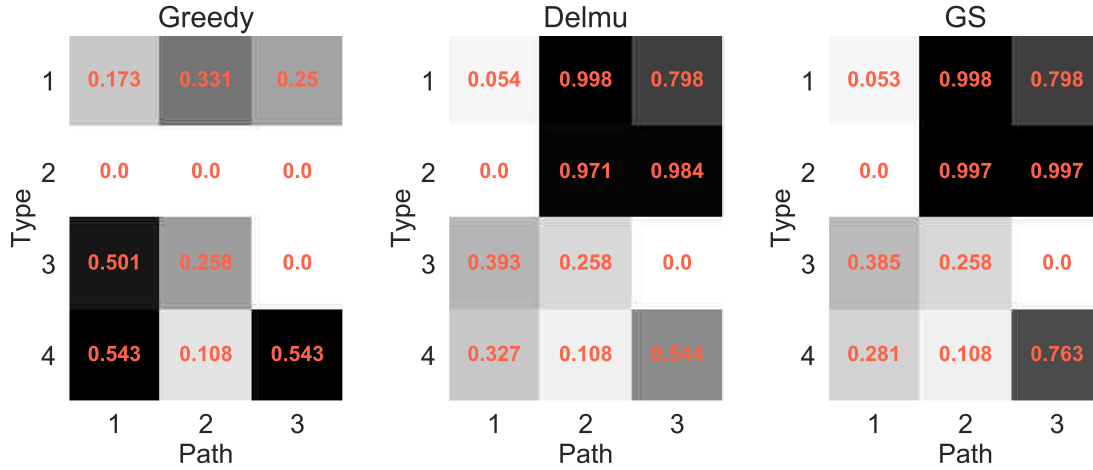 Greedy
Type
1 0.173 0.331 0.25
2 0.0 0.0 0.0
3 0.501 0.258 0.0
4 0.543 0.108 0.543
1 2 3
Path
Delmu
Type
1 0.054 0.998 0.798
2 0.0 0.971 0.984
3 0.393 0.258 0.0
4 0.327 0.108 0.544
1 2 3
Path
GS
Type
1 0.053 0.998 0.798
2 0.0 0.997 0.997
3 0.385 0.258 0.0
4 0.281 0.108 0.763
1 2 3
Path